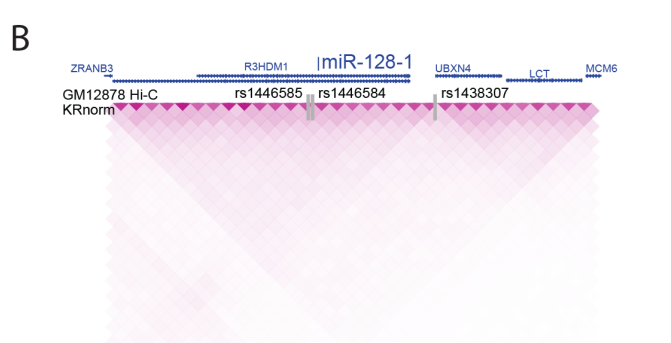 B
ZRANB3 R3HDM1 miR-128-1 UBXN4 LCT MCM6
GM12878 Hi-C rs1446585 rs1446584 rs1438307
KRnorm